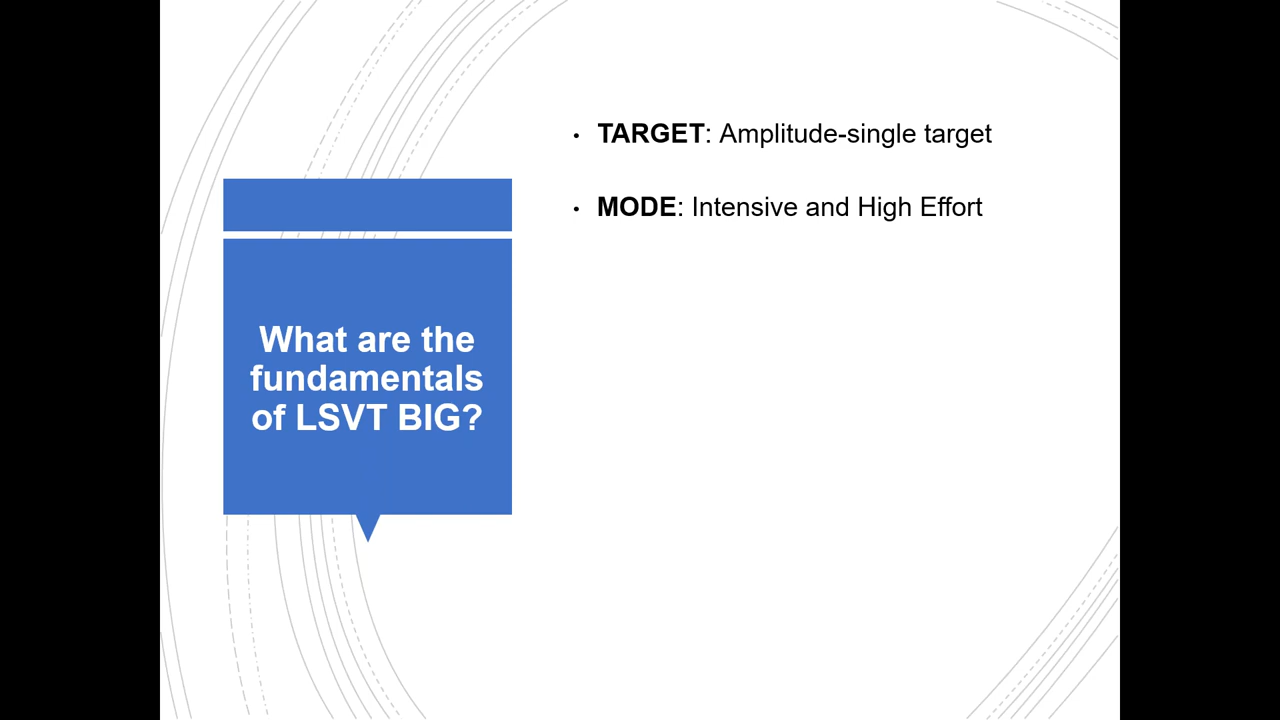 What are the
fundamentals
of LSVT BIG?
• TARGET: Amplitude-single target
• MODE: Intensive and High Effort